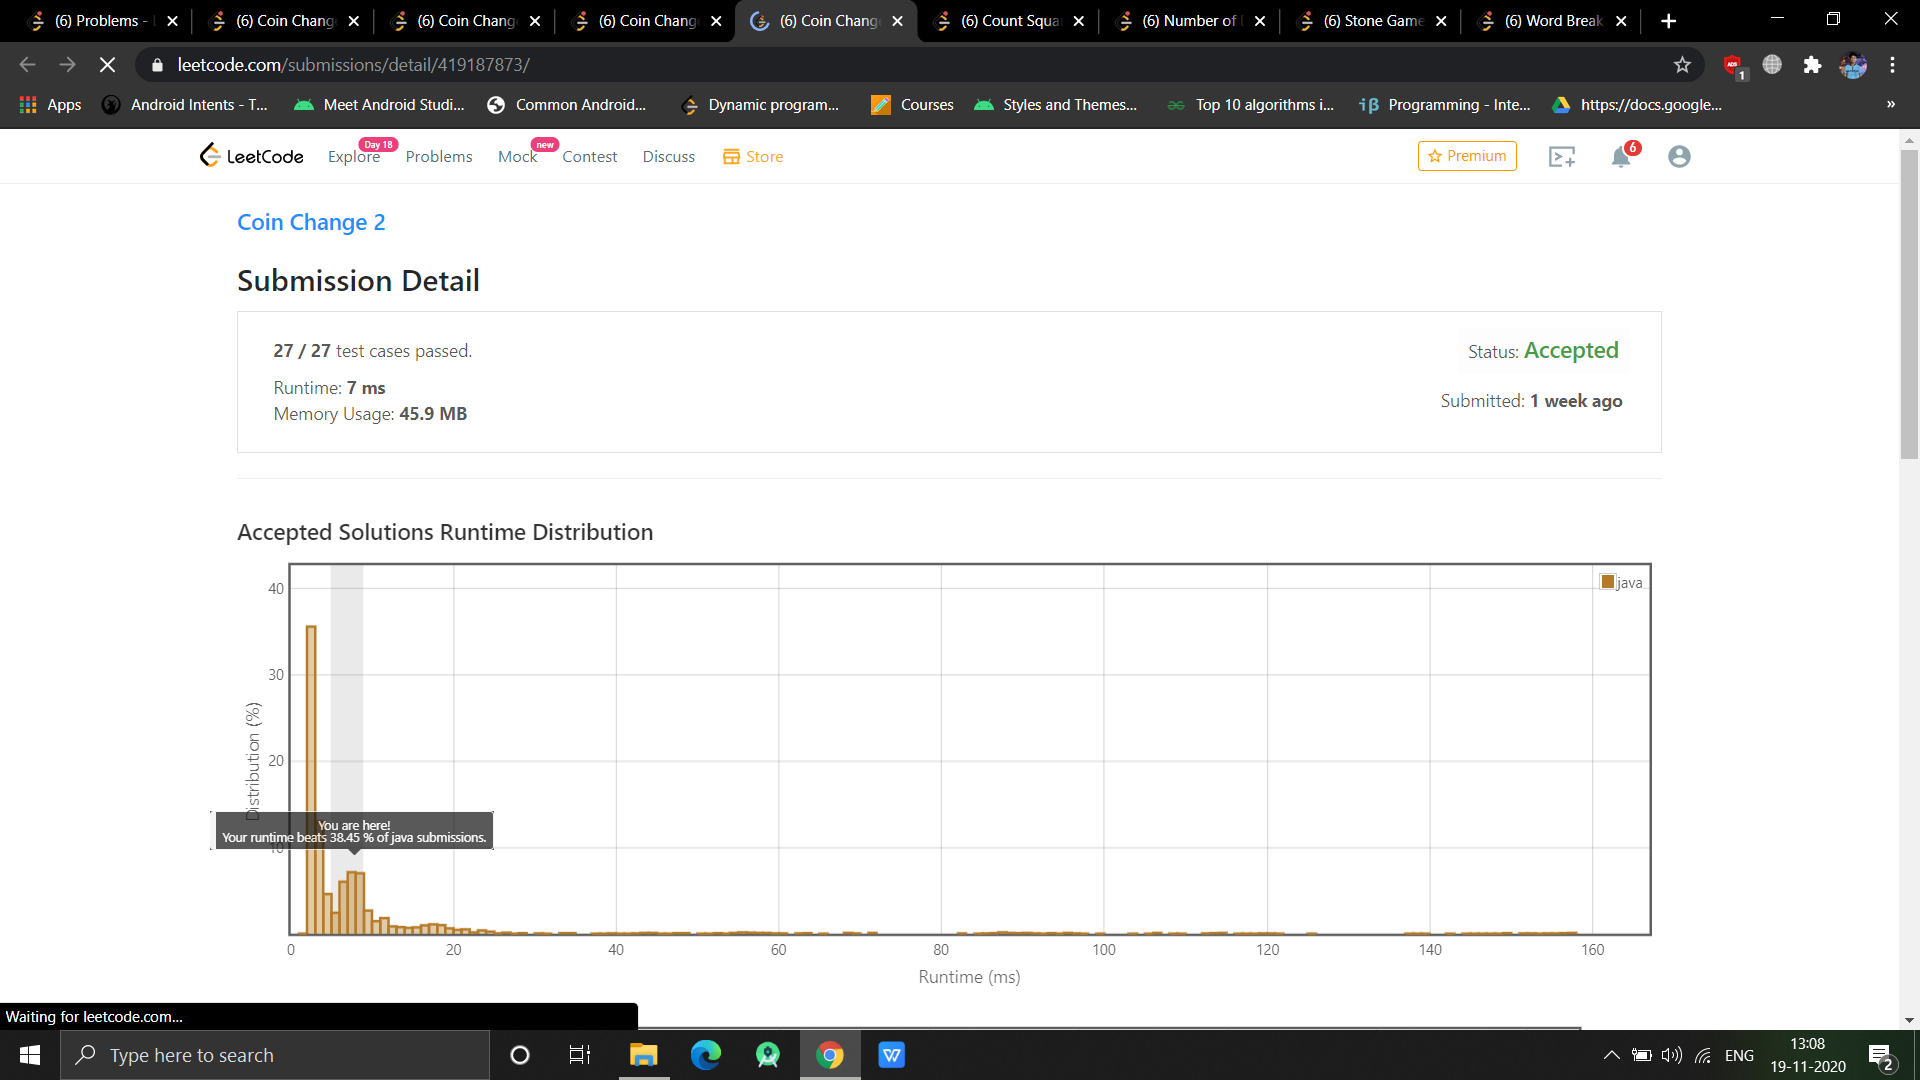 (6) Problems -
(6) Coin Change
(6) Coin Change
(6) Coin Change
(6) Coin Change
(6) Count Squa
(6) Number of
(6) Stone Game
(6) Word Break
leetcode.com/submissions/detail/419187873/
ADS
1
Apps
Android Intents - T...
Meet Android Studi...
Common Android...
Dynamic program...
Courses
Styles and Themes...
Top 10 algorithms i...
Programming - Inte...
https://docs.google...
»
LeetCode
Explore
Day 18
Problems
Mock
new
Contest
Discuss
Store
Premium
6
Coin Change 2
Submission Detail
27 / 27 test cases passed.
Status: Accepted
Runtime: 7 ms
Submitted: 1 week ago
Memory Usage: 45.9 MB
Accepted Solutions Runtime Distribution
java
40
30
20
10
Distribution (%)
You are here!
Your runtime beats 38.45 % of java submissions.
0 20 40 60 80 100 120 140 160
Runtime (ms)
Waiting for leetcode.com...
Type here to search
W
ENG
13:08
19-11-2020
2